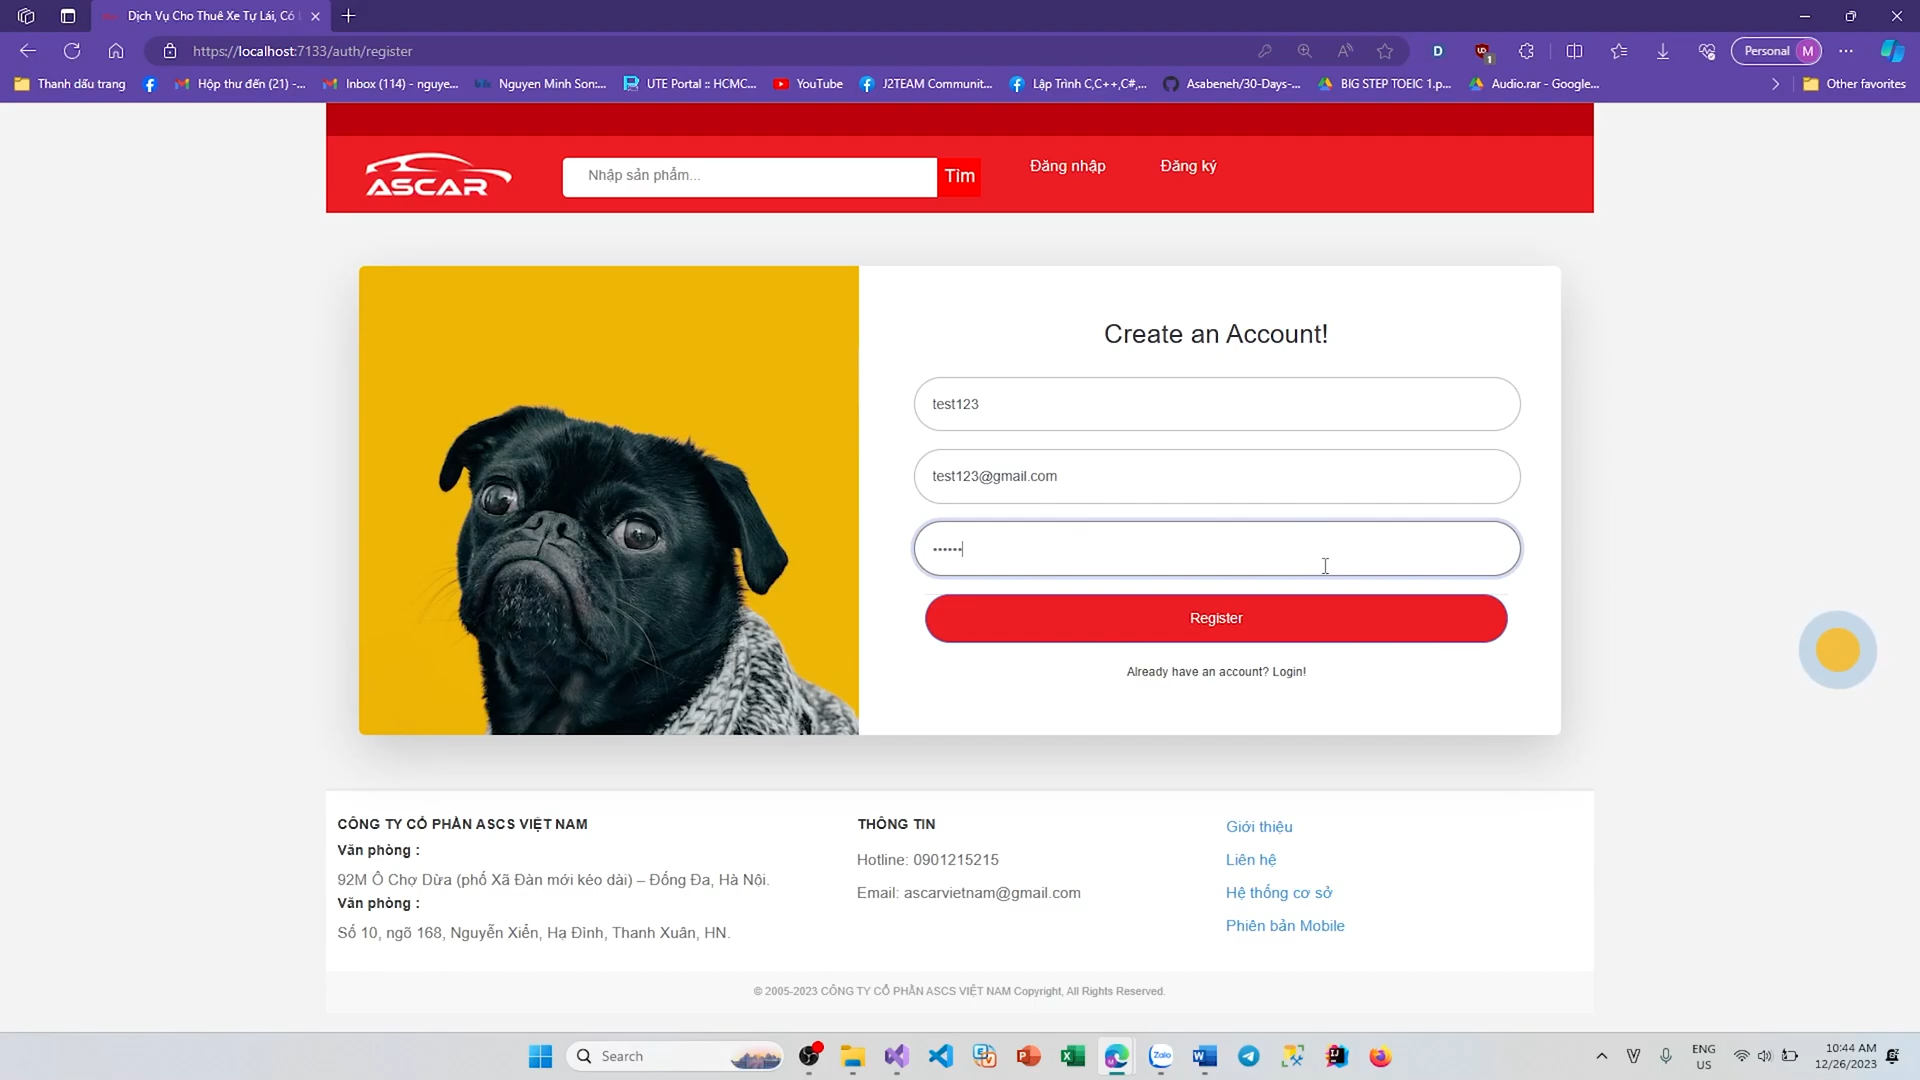 Dịch Vụ Cho Thuê Xe Tự Lái, Có
https://localhost:7133/auth/register
Personal M
Thanh dấu trang
Hộp thư đến (21) -...
Inbox (114) - nguye...
Nguyen Minh Son:...
UTE Portal :: HCMC...
YouTube
J2TEAM Communit...
Lập Trình C,C++,C#,...
Asabeneh/30-Days-...
BIG STEP TOEIC 1.p...
Audio.rar - Google...
Other favorites
ASCAR
Nhập sản phẩm...
Tìm
Đăng nhập
Đăng ký
Create an Account!
test123
test123@gmail.com
••••••
Register
Already have an account? Login!
CÔNG TY CỔ PHẦN ASCS VIỆT NAM
Văn phòng :
92M Ô Chợ Dừa (phố Xã Đàn mới kéo dài) – Đống Đa, Hà Nội.
Văn phòng :
Số 10, ngõ 168, Nguyễn Xiển, Hạ Đình, Thanh Xuân, HN.
THÔNG TIN
Hotline: 0901215215
Email: ascarvietnam@gmail.com
Giới thiệu
Liên hệ
Hệ thống cơ sở
Phiên bản Mobile
© 2005-2023 CÔNG TY CỔ PHẦN ASCS VIỆT NAM Copyright, All Rights Reserved.
Search
ENG
US
10:44 AM
12/26/2023